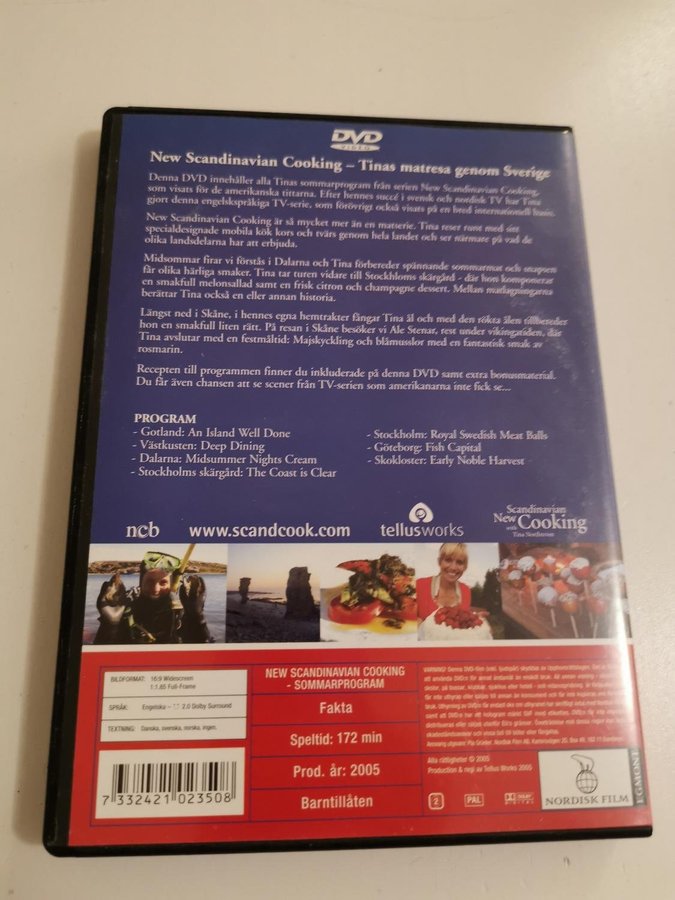 DVD
VIDEO
New Scandinavian Cooking – Tinas matresa genom Sverige
Denna DVD innehåller alla Tinas sommarprogram från serien New Scandinavian Cooking,
som visats för de amerikanska tittarna. Efter hennes succé i svensk och nordisk TV har Tina
gjort denna engelskspråkiga TV-serie, som förövrigt också visats på en bred internationell basis.
New Scandinavian Cooking är så mycket mer än en matserie. Tina reser runt med sitt
specialdesignade mobila kök kors och tvärs genom hela landet och ser närmare på vad de
olika landsdelarna har att erbjuda.
Midsommar firar vi förstås i Dalarna och Tina förbereder spännande sommarmat och snapsen
får olika härliga smaker. Tina tar turen vidare till Stockhloms skärgård - där hon komponerar
en smakfull melonsallad samt en frisk citron och champagne dessert. Mellan matlagningarna
berättar Tina också en eller annan historia.
Längst ned i Skåne, i hennes egna hemtrakter fångar Tina ål och med den rökta ålen tillbereder
hon en smakfull liten rätt. På resan i Skåne besöker vi Ale Stenar, rest under vikingatiden, där
Tina avslutar med en festmåltid: Majskyckling och blåmusslor med en fantastisk smak av
rosmarin.
Recepten till programmen finner du inkluderade på denna DVD samt extra bonusmaterial.
Du får även chansen att se scener från TV-serien som amerikanarna inte fick se...
PROGRAM
- Gotland: An Island Well Done
- Västkusten: Deep Dining
- Dalarna: Midsummer Nights Cream
- Stockholms skärgård: The Coast is Clear
- Stockholm: Royal Swedish Meat Balls
- Göteborg: Fish Capital
- Skokloster: Early Noble Harvest
ncb
www.scandcook.com
tellusworks
Scandinavian
New Cooking
with
Tina Nordström
BILDFORMAT: 16:9 Widescreen
1:1.85 Full-Frame
SPRÅK: Engelska – 2.0 Dolby Surround
TEXTNING: Danska, svenska, norska, ingen.
7 332421 023508
NEW SCANDINAVIAN COOKING
- SOMMARPROGRAM
Fakta
Speltid: 172 min
Prod. år: 2005
Barntillåten
VARNING! Denna DVD-film
Alla rättigheter © 2005
Production & regi av Tellus Works 2005
2
PAL
DOLBY
DIGITAL
NORDISK FILM
EGMONT